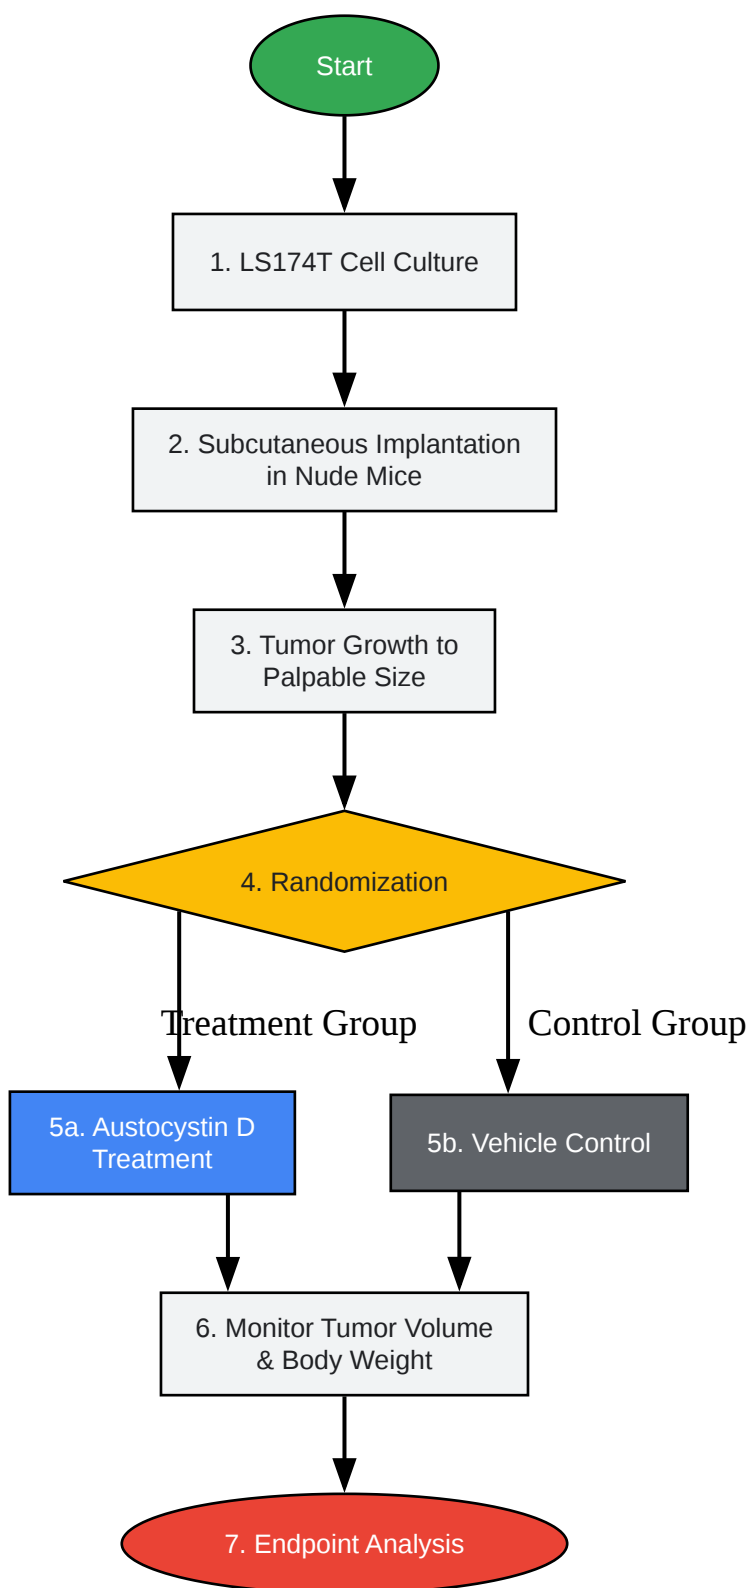 Start
1. LS174T Cell Culture
2. Subcutaneous Implantation
in Nude Mice
3. Tumor Growth to
Palpable Size
4. Randomization
Treatment Group
Control Group
5a. Austocystin D
Treatment
5b. Vehicle Control
6. Monitor Tumor Volume
& Body Weight
7. Endpoint Analysis